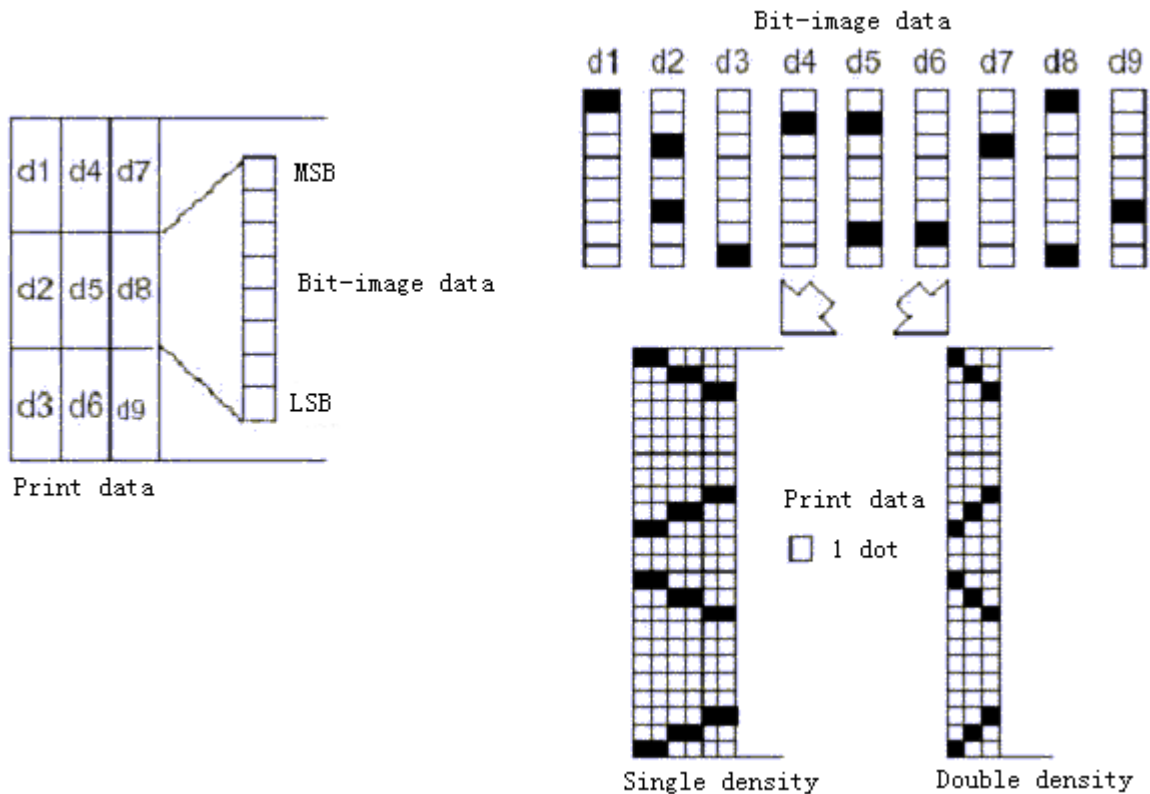 d1 d4 d7
d2 d5 d8
d3 d6 d9
MSB
Bit-image data
LSB
Print data
Bit-image data
d1 d2 d3 d4 d5 d6 d7 d8 d9
Print data
1 dot
Single density
Double density